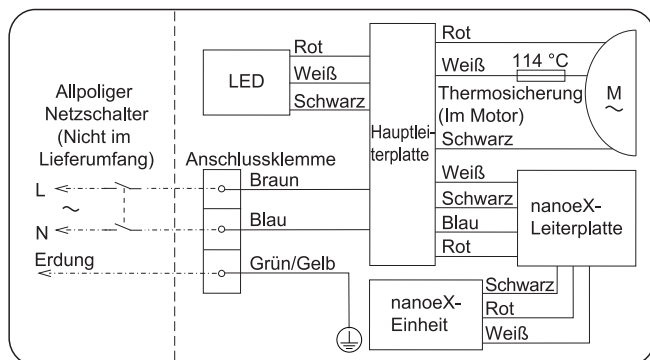 Allpoliger
Netzschalter
(Nicht im
Lieferumfang)
L
~
N
Erdung
Anschlussklemme
Braun
Blau
Grün/Gelb
LED
Rot
Weiß
Schwarz
Hauptlei
terplatte
Rot
Weiß
114 °C
Thermosicherung
(Im Motor)
Schwarz
M
~
Weiß
Schwarz
Blau
Rot
nanoeX-
Leiterplatte
nanoeX-
Einheit
Schwarz
Rot
Weiß